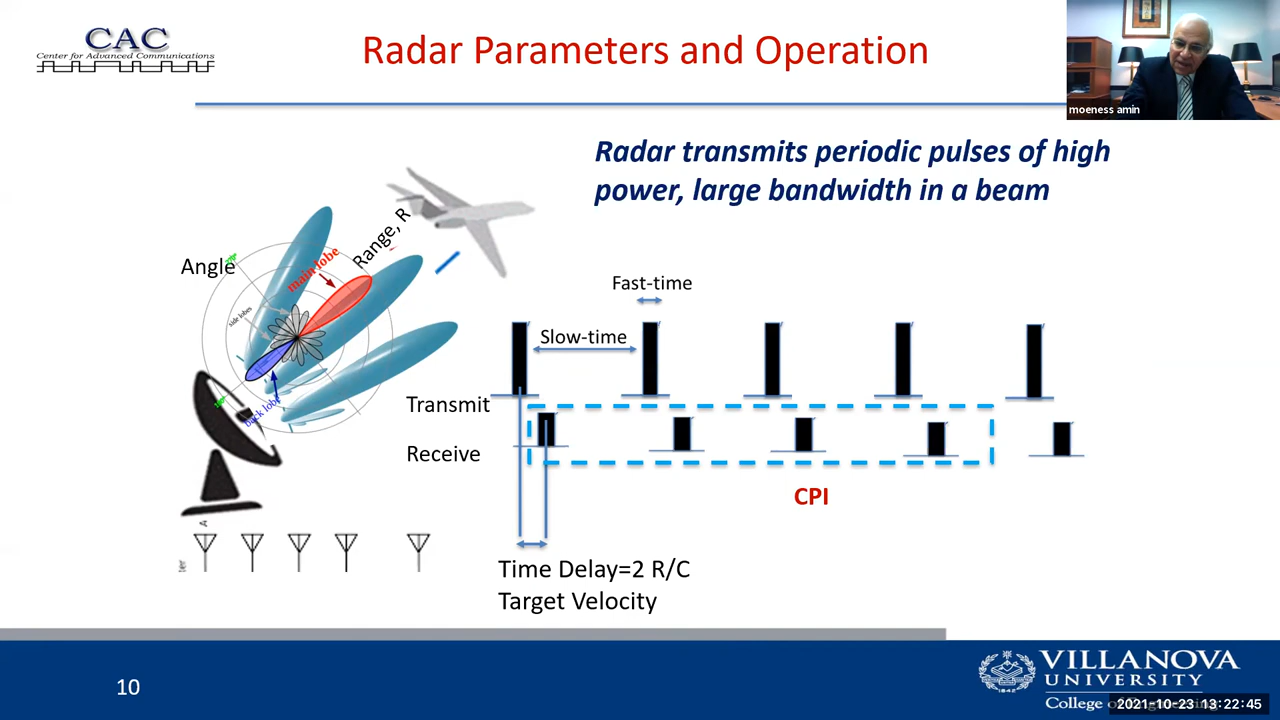 CAC
Center for Advanced Communications
Radar Parameters and Operation
moeness amin
Radar transmits periodic pulses of high
power, large bandwidth in a beam
Angle
Range, R
main lobe
side lobes
back lobe
Fast-time
Slow-time
Transmit
Receive
CPI
A
Time Delay=2 R/C
Target Velocity
10
VILLANOVA
UNIVERSITY
1842
College of Engineering
2021-10-23 13:22:45